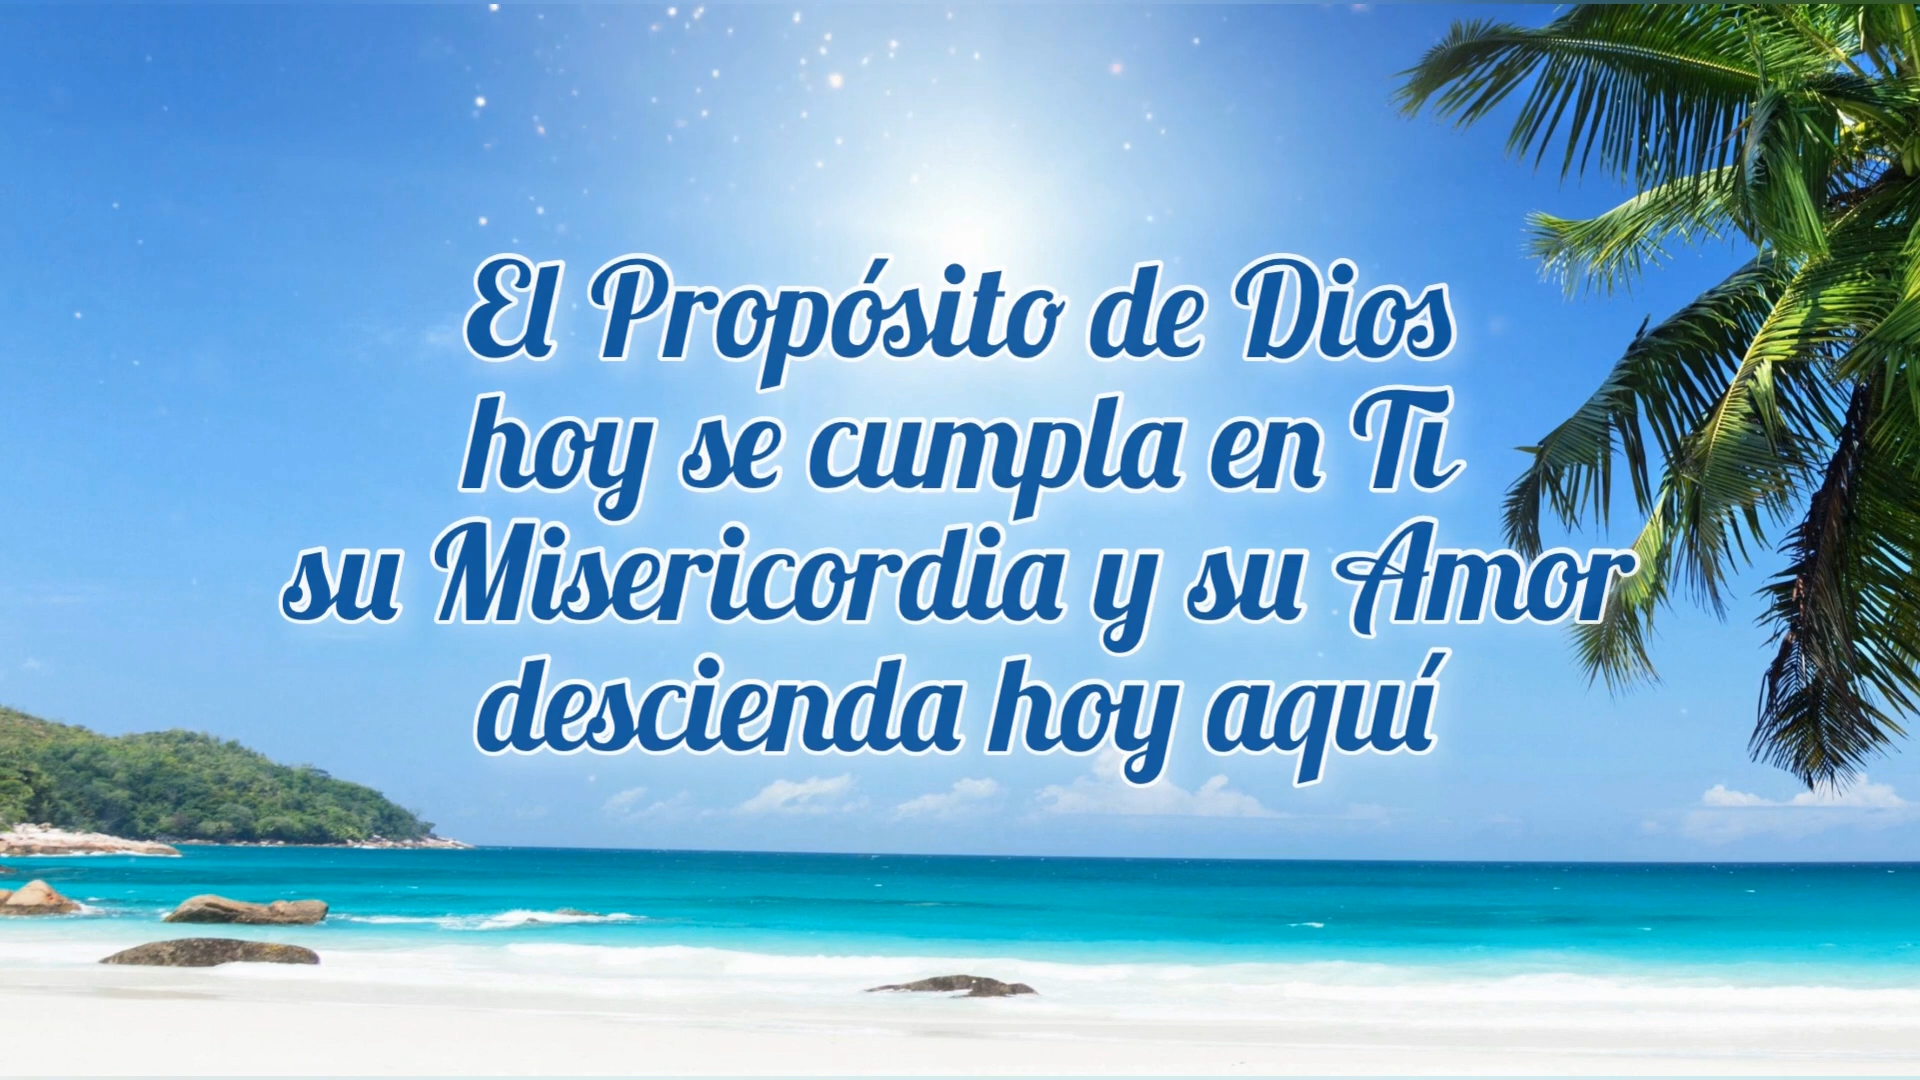 El Propósito de Dios
hoy se cumpla en Ti
su Misericordia y su Amor
descienda hoy aquí